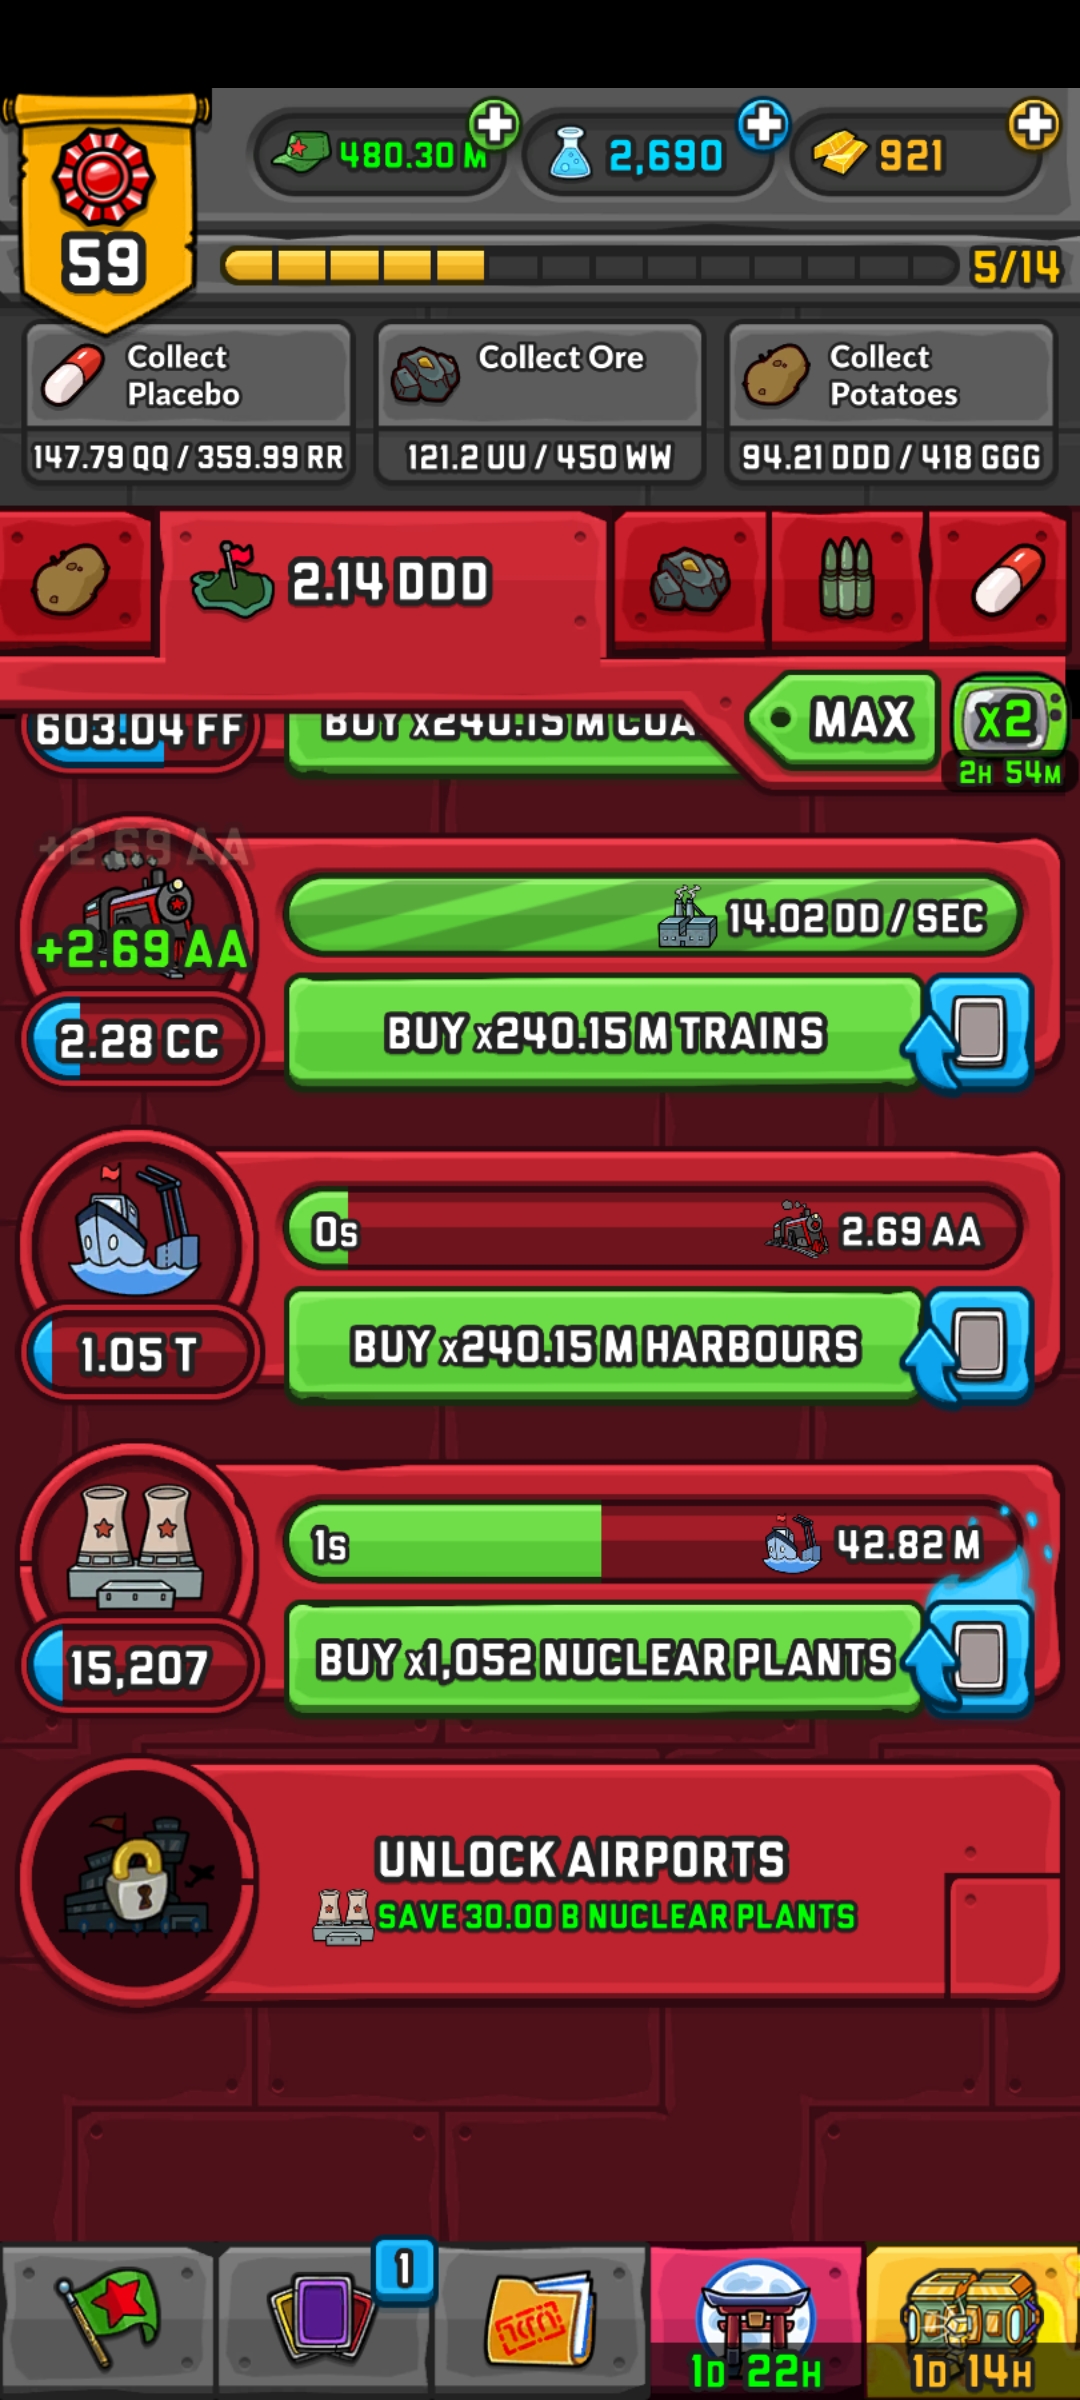 480.30 M
2,690
921
59
5/14
Collect
Placebo
147.79 QQ / 359.99 RR
Collect Ore
121.2 UU / 450 WW
Collect
Potatoes
94.21 DDD / 418 GGG
2.14 DDD
MAX
x2
2H 54M
603.04 FF
BUY x240.15 M COA
+2.69 AA
+2.69 AA
14.02 DD / SEC
2.28 CC
BUY x240.15 M TRAINS
0s
2.69 AA
1.05 T
BUY x240.15 M HARBOURS
1s
42.82 M
15,207
BUY x1,052 NUCLEAR PLANTS
UNLOCK AIRPORTS
SAVE 30.00 B NUCLEAR PLANTS
1
1D 22H
1D 14H